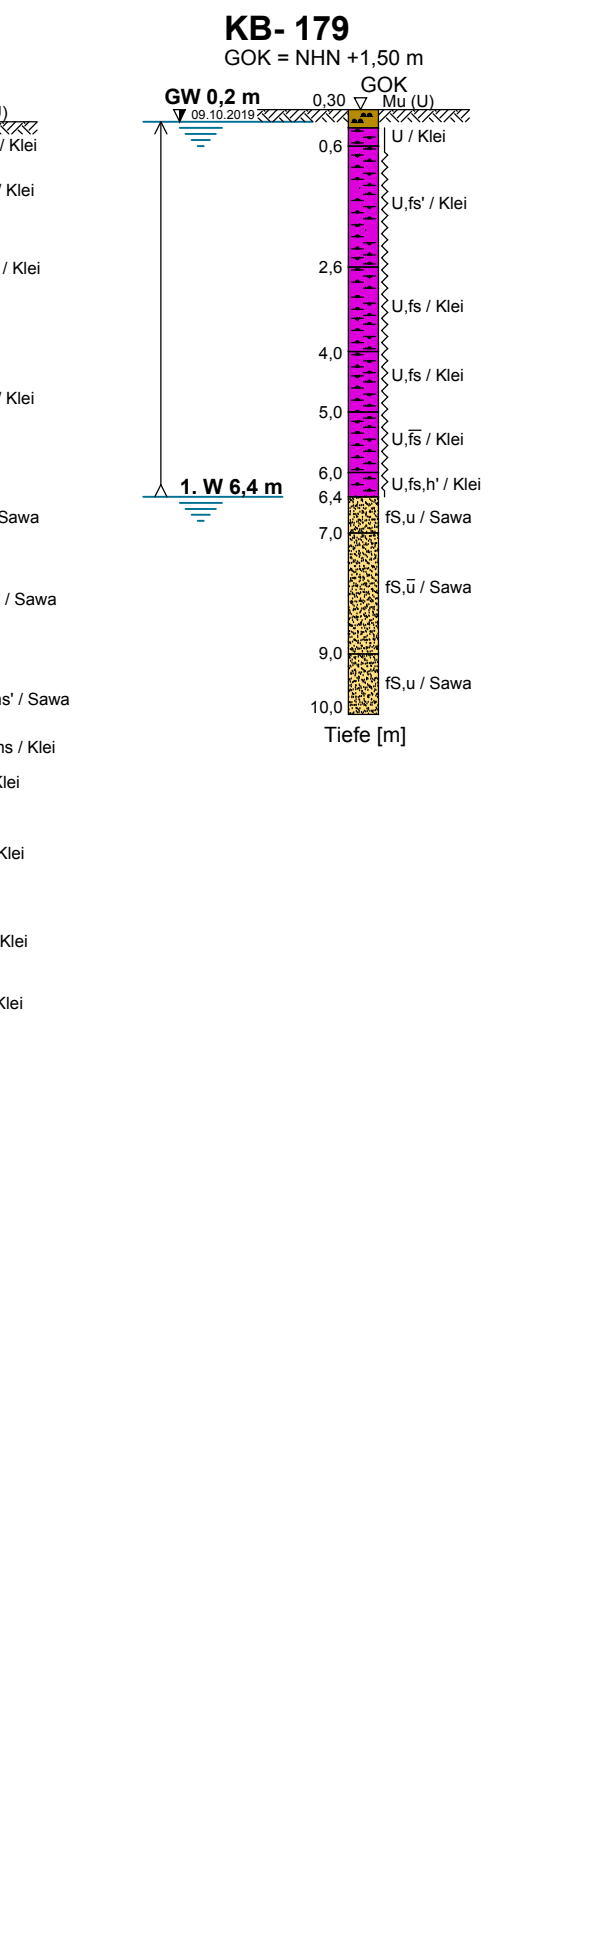 KB- 179
GOK = NHN +1,50 m
GOK
GW 0,2 m
0,30
Mu (U)
09.10.2019
U / Klei
0,6
U,fs' / Klei
2,6
U,fs / Klei
4,0
U,fs / Klei
5,0
U,f̅s̅ / Klei
6,0
1. W 6,4 m
U,fs,h' / Klei
6,4
fS,u / Sawa
7,0
fS,u̅ / Sawa
9,0
fS,u / Sawa
10,0
Tiefe [m]
)
/ Klei
/ Klei
/ Klei
/ Klei
Sawa
/ Sawa
s' / Sawa
s / Klei
Klei
Klei
Klei
Klei